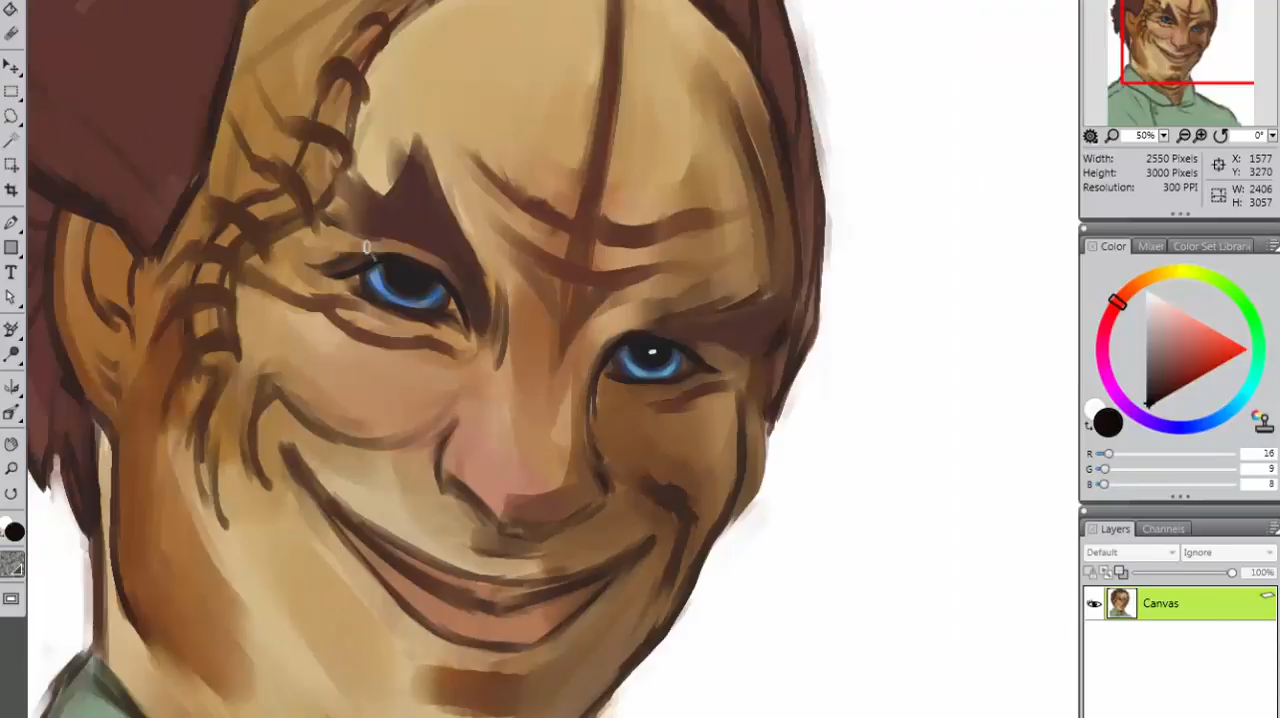 50%
0°
Width: 2550 Pixels
Height: 3000 Pixels
Resolution: 300 PPI
X: 1577
Y: 3270
W: 2406
H: 3057
Color Mixer Color Set Librari
R 16
G 9
B 8
Layers Channels
Default Ignore
100%
Canvas
T